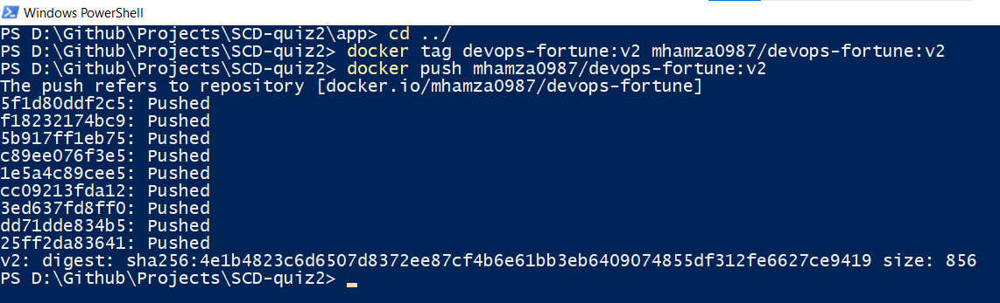 Windows PowerShell
PS D:\Github\Projects\SCD-quiz2\app> cd ../
PS D:\Github\Projects\SCD-quiz2> docker tag devops-fortune:v2 mhamza0987/devops-fortune:v2
PS D:\Github\Projects\SCD-quiz2> docker push mhamza0987/devops-fortune:v2
The push refers to repository [docker.io/mhamza0987/devops-fortune]
5f1d80ddf2c5: Pushed
f18232174bc9: Pushed
5b917ff1eb75: Pushed
c89ee076f3e5: Pushed
1e5a4c89cee5: Pushed
cc09213fda12: Pushed
3ed637fd8ff0: Pushed
dd71dde834b5: Pushed
25ff2da83641: Pushed
v2: digest: sha256:4e1b4823c6d6507d8372ee87cf4b6e61bb3eb6409074855df312fe6627ce9419 size: 856
PS D:\Github\Projects\SCD-quiz2>